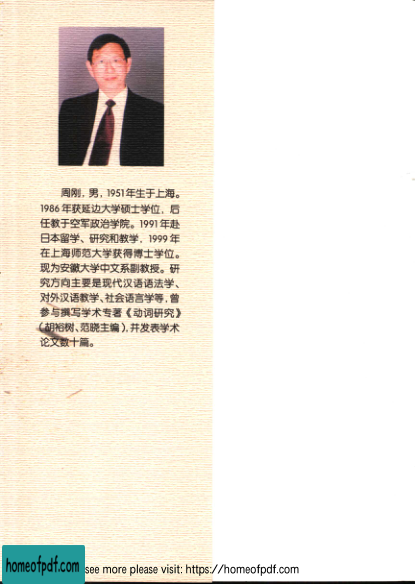 周刚，男，1951年生于上海。
1986年获延边大学硕士学位，后
任教于空军政治学院。1991年赴
日本留学、研究和教学，1999年
在上海师范大学获得博士学位。
现为安徽大学中文系副教授。研
究方向主要是现代汉语语法学、
对外汉语教学、社会语言学等，曾
参与撰写学术专著《动词研究》
（胡裕树、范晓主编），并发表学术
论文数十篇。
homeofpdf.com see more please visit: https://homeofpdf.com